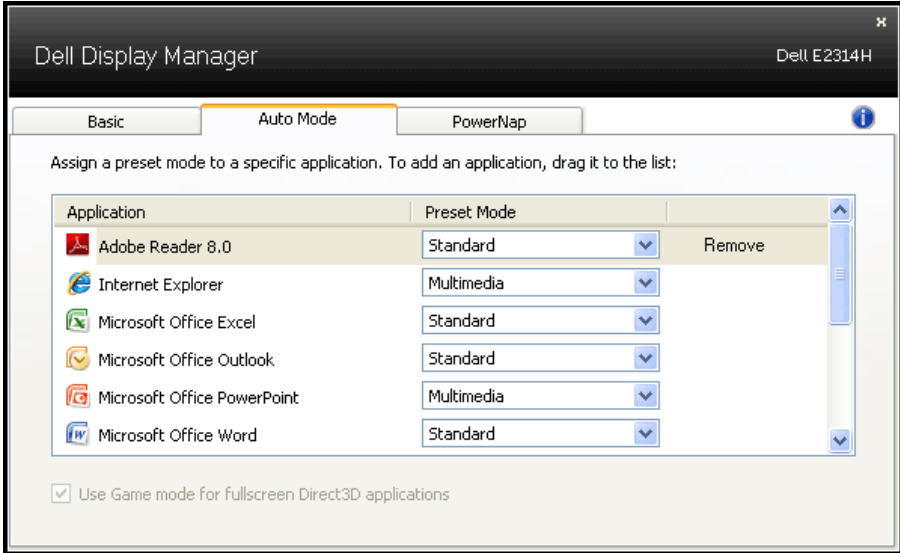 x
Dell Display Manager
Dell E2314H
Basic Auto Mode PowerNap
Assign a preset mode to a specific application. To add an application, drag it to the list:
Application Preset Mode
Adobe Reader 8.0 Standard Remove
Internet Explorer Multimedia
Microsoft Office Excel Standard
Microsoft Office Outlook Standard
Microsoft Office PowerPoint Multimedia
Microsoft Office Word Standard
Use Game mode for fullscreen Direct3D applications